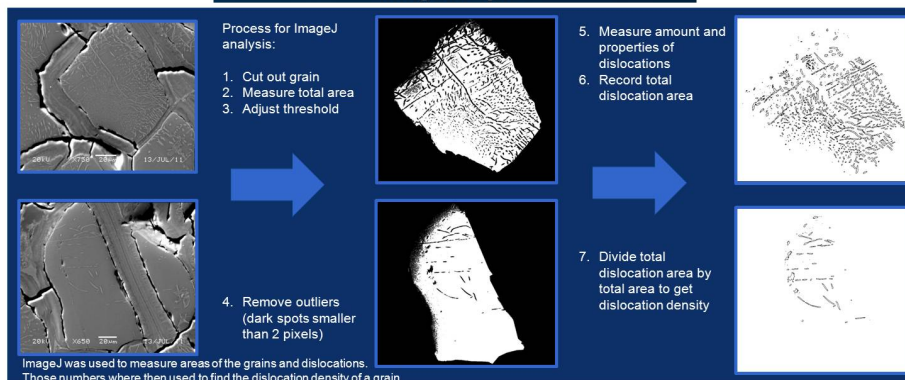 Process for ImageJ
analysis:
1. Cut out grain
2. Measure total area
3. Adjust threshold
4. Remove outliers
(dark spots smaller
than 2 pixels)
5. Measure amount and
properties of
dislocations
6. Record total
dislocation area
7. Divide total
dislocation area by
total area to get
dislocation density
20kU X750 20µm 13/JUL/11
20kU X650 20µm
ImageJ was used to measure areas of the grains and dislocations.
Those numbers where then used to find the dislocation density of a grain